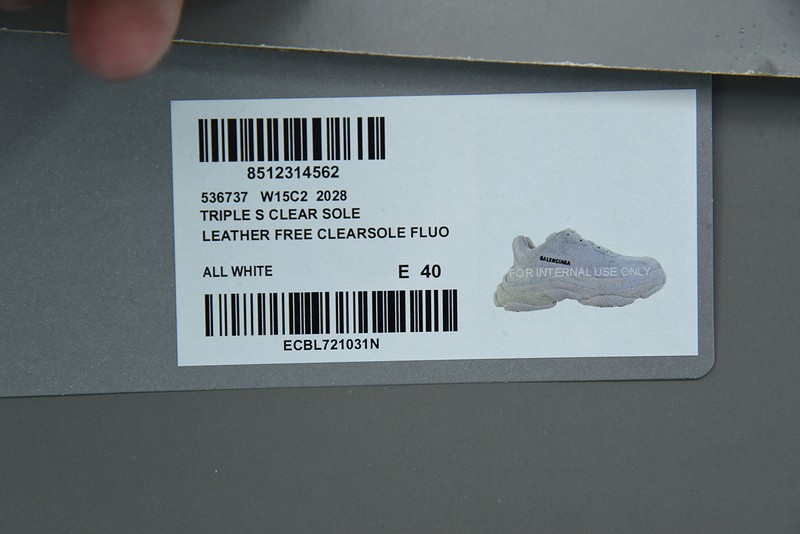 8512314562
536737 W15C2 2028
TRIPLE S CLEAR SOLE
LEATHER FREE CLEARSOLE FLUO
ALL WHITE E 40
ECBL721031N
BALENCIAGA
FOR INTERNAL USE ONLY